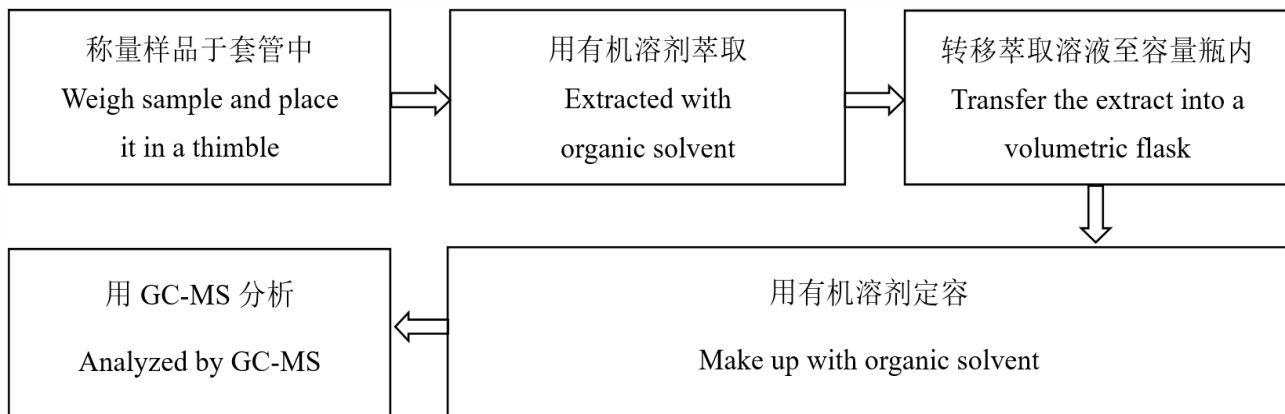 称量样品于套管中
Weigh sample and place
it in a thimble
用有机溶剂萃取
Extracted with
organic solvent
转移萃取溶液至容量瓶内
Transfer the extract into a
volumetric flask
用有机溶剂定容
Make up with organic solvent
用 GC-MS 分析
Analyzed by GC-MS